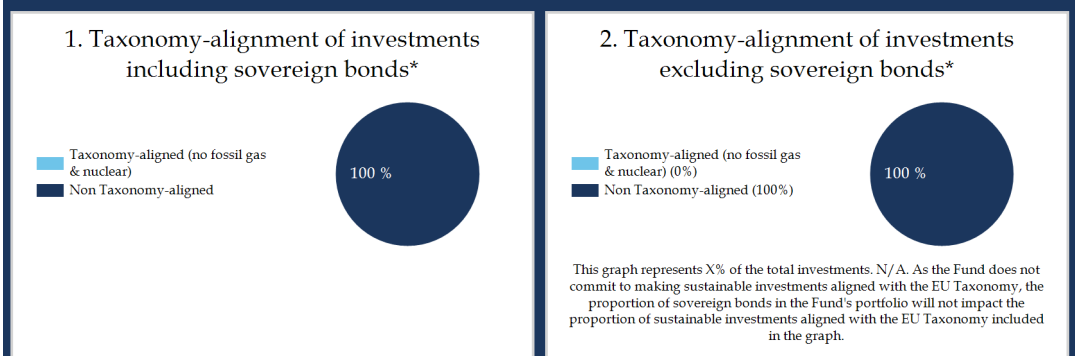 1. Taxonomy-alignment of investments
including sovereign bonds*
Taxonomy-aligned (no fossil gas
& nuclear)
Non Taxonomy-aligned
100 %
2. Taxonomy-alignment of investments
excluding sovereign bonds*
Taxonomy-aligned (no fossil gas
& nuclear) (0%)
Non Taxonomy-aligned (100%)
100 %
This graph represents X% of the total investments. N/A. As the Fund does not
commit to making sustainable investments aligned with the EU Taxonomy, the
proportion of sovereign bonds in the Fund's portfolio will not impact the
proportion of sustainable investments aligned with the EU Taxonomy included
in the graph.